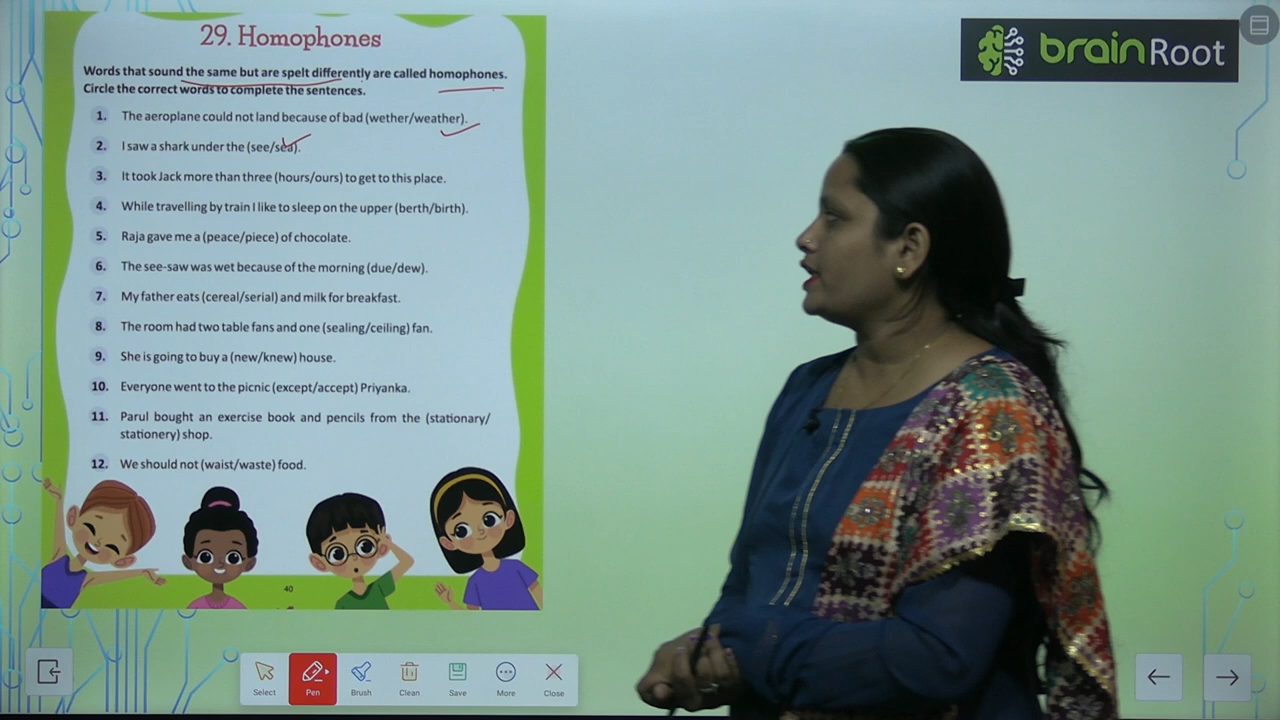 29. Homophones
brainRoot
Words that sound the same but are spelt differently are called homophones.
Circle the correct words to complete the sentences.
1. The aeroplane could not land because of bad (wether/weather).
2. I saw a shark under the (see/sea).
3. It took Jack more than three (hours/ours) to get to this place.
4. While travelling by train I like to sleep on the upper (berth/birth).
5. Raja gave me a (peace/piece) of chocolate.
6. The see-saw was wet because of the morning (due/dew).
7. My father eats (cereal/serial) and milk for breakfast.
8. The room had two table fans and one (sealing/ceiling) fan.
9. She is going to buy a (new/knew) house.
10. Everyone went to the picnic (except/accept) Priyanka.
11. Parul bought an exercise book and pencils from the (stationary/
stationery) shop.
12. We should not (waist/waste) food.
40
Select Pen Brush Clean Save More Close